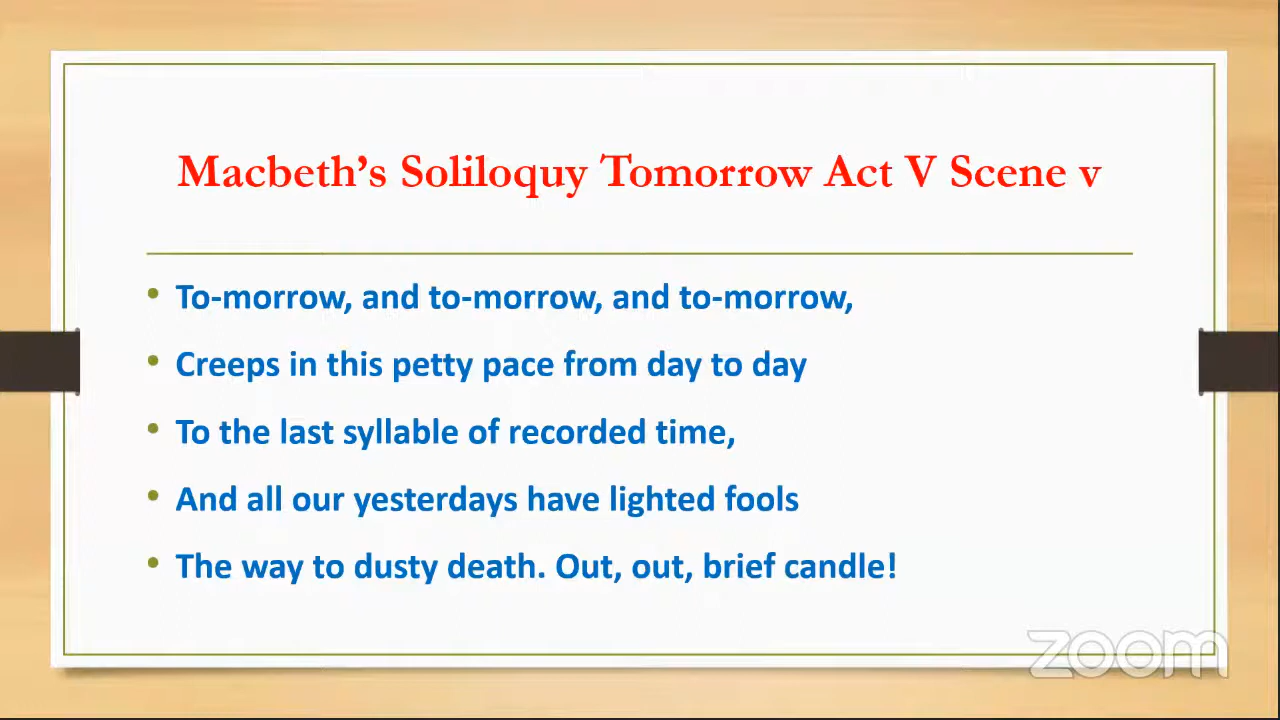 Macbeth’s Soliloquy Tomorrow Act V Scene v
• To-morrow, and to-morrow, and to-morrow,
• Creeps in this petty pace from day to day
• To the last syllable of recorded time,
• And all our yesterdays have lighted fools
• The way to dusty death. Out, out, brief candle!
zoom